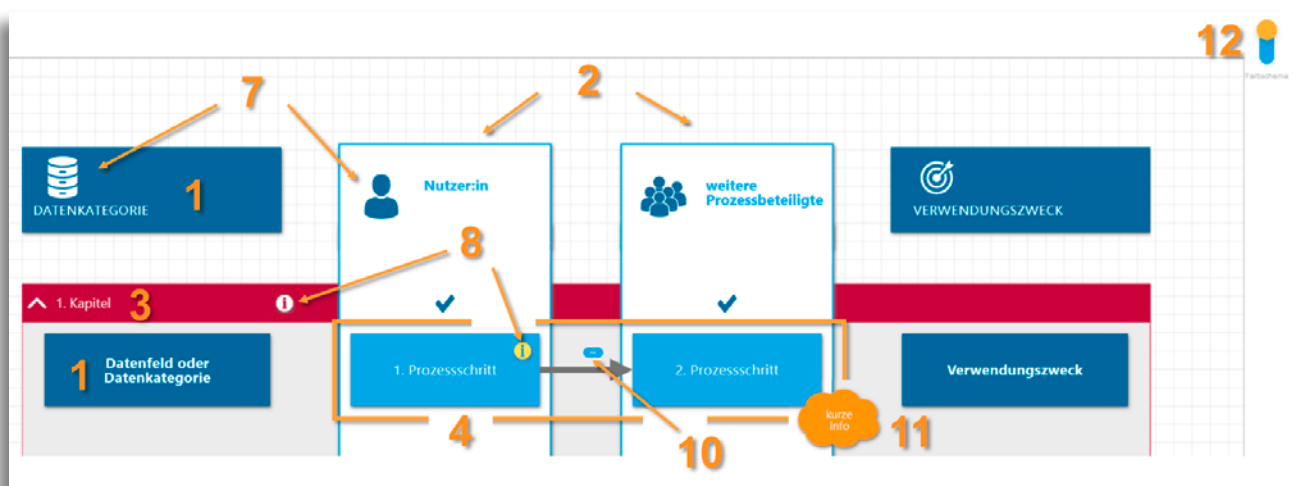 12
Farbschema
7
2
DATENKATEGORIE
1
Nutzer:in
weitere
Prozessbeteiligte
VERWENDUNGSZWECK
8
1. Kapitel
3
i
1
Datenfeld oder
Datenkategorie
1. Prozessschritt
i
2. Prozessschritt
Verwendungszweck
4
10
kurze
Info
11